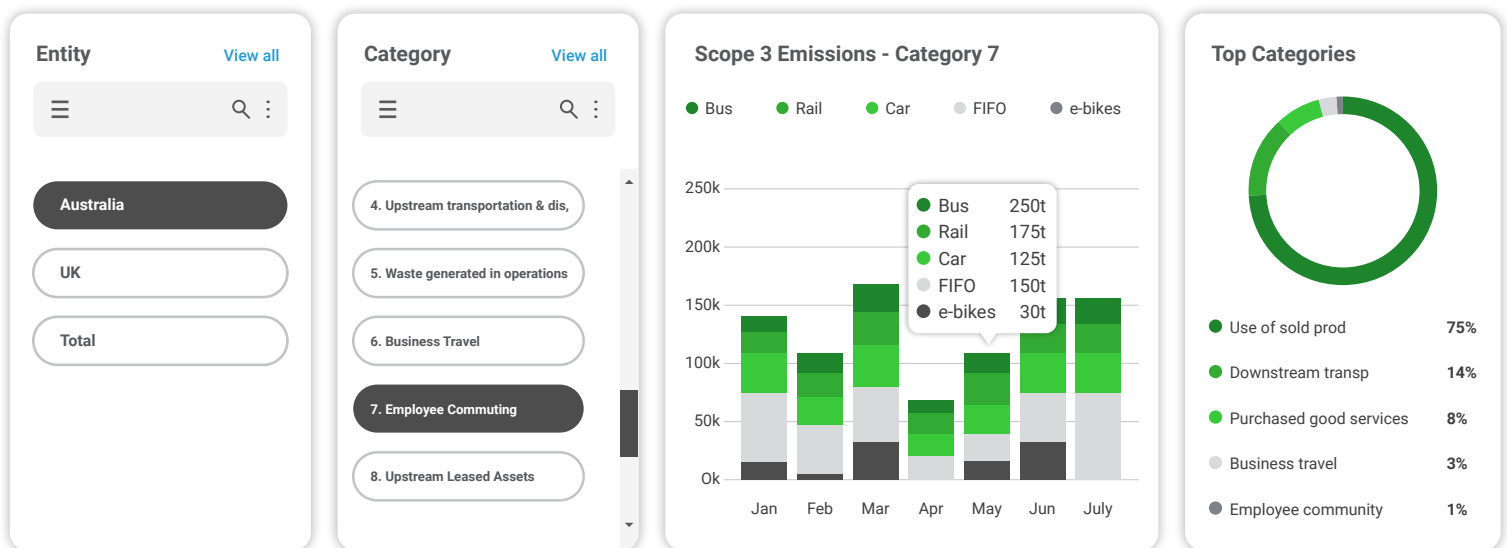 Entity
View all
Australia
UK
Total
Category
View all
4. Upstream transportation & dis,
5. Waste generated in operations
6. Business Travel
7. Employee Commuting
8. Upstream Leased Assets
Scope 3 Emissions - Category 7
Bus Rail Car FIFO e-bikes
250k
200k
150k
100k
50k
Ok
Bus 250t
Rail 175t
Car 125t
FIFO 150t
e-bikes 30t
Jan Feb Mar Apr May Jun July
Top Categories
Use of sold prod 75%
Downstream transp 14%
Purchased good services 8%
Business travel 3%
Employee community 1%